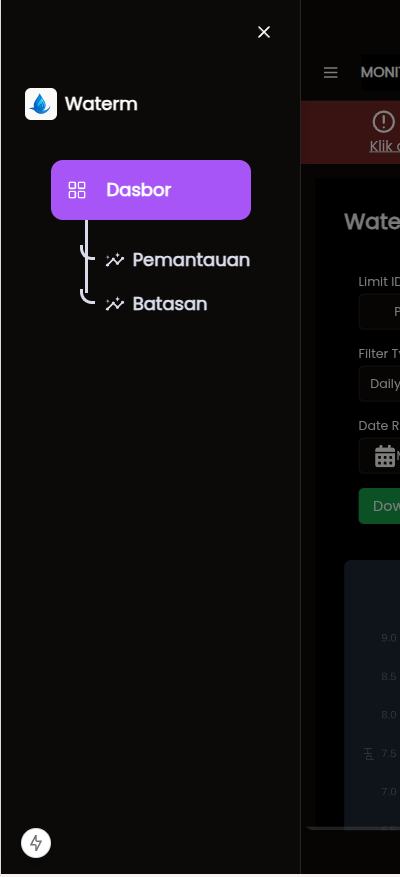 Waterm
MONIT
Dasbor
Klik
Wate
Pemantauan
Limit ID
Batasan
P
Filter Ty
Daily
Date R
Dow
9.0
8.5
8.0
pH
7.5
7.0